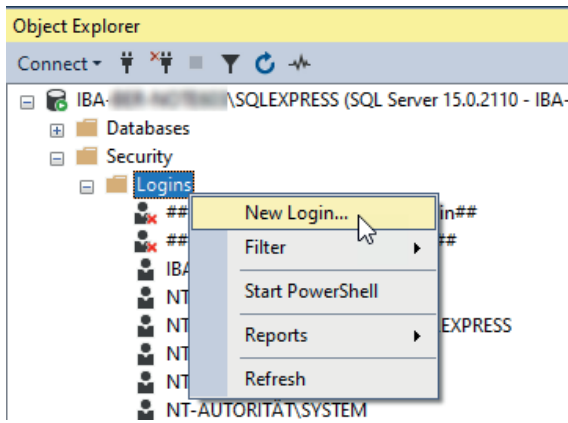 Object Explorer
Connect
IBA- \SQLEXPRESS (SQL Server 15.0.2110 - IBA-
Databases
Security
Logins
## in##
New Login...
## ##
Filter
IBA
Start PowerShell
NT
NT EXPRESS
Reports
NT
NT
Refresh
NT-AUTORITÄT\SYSTEM